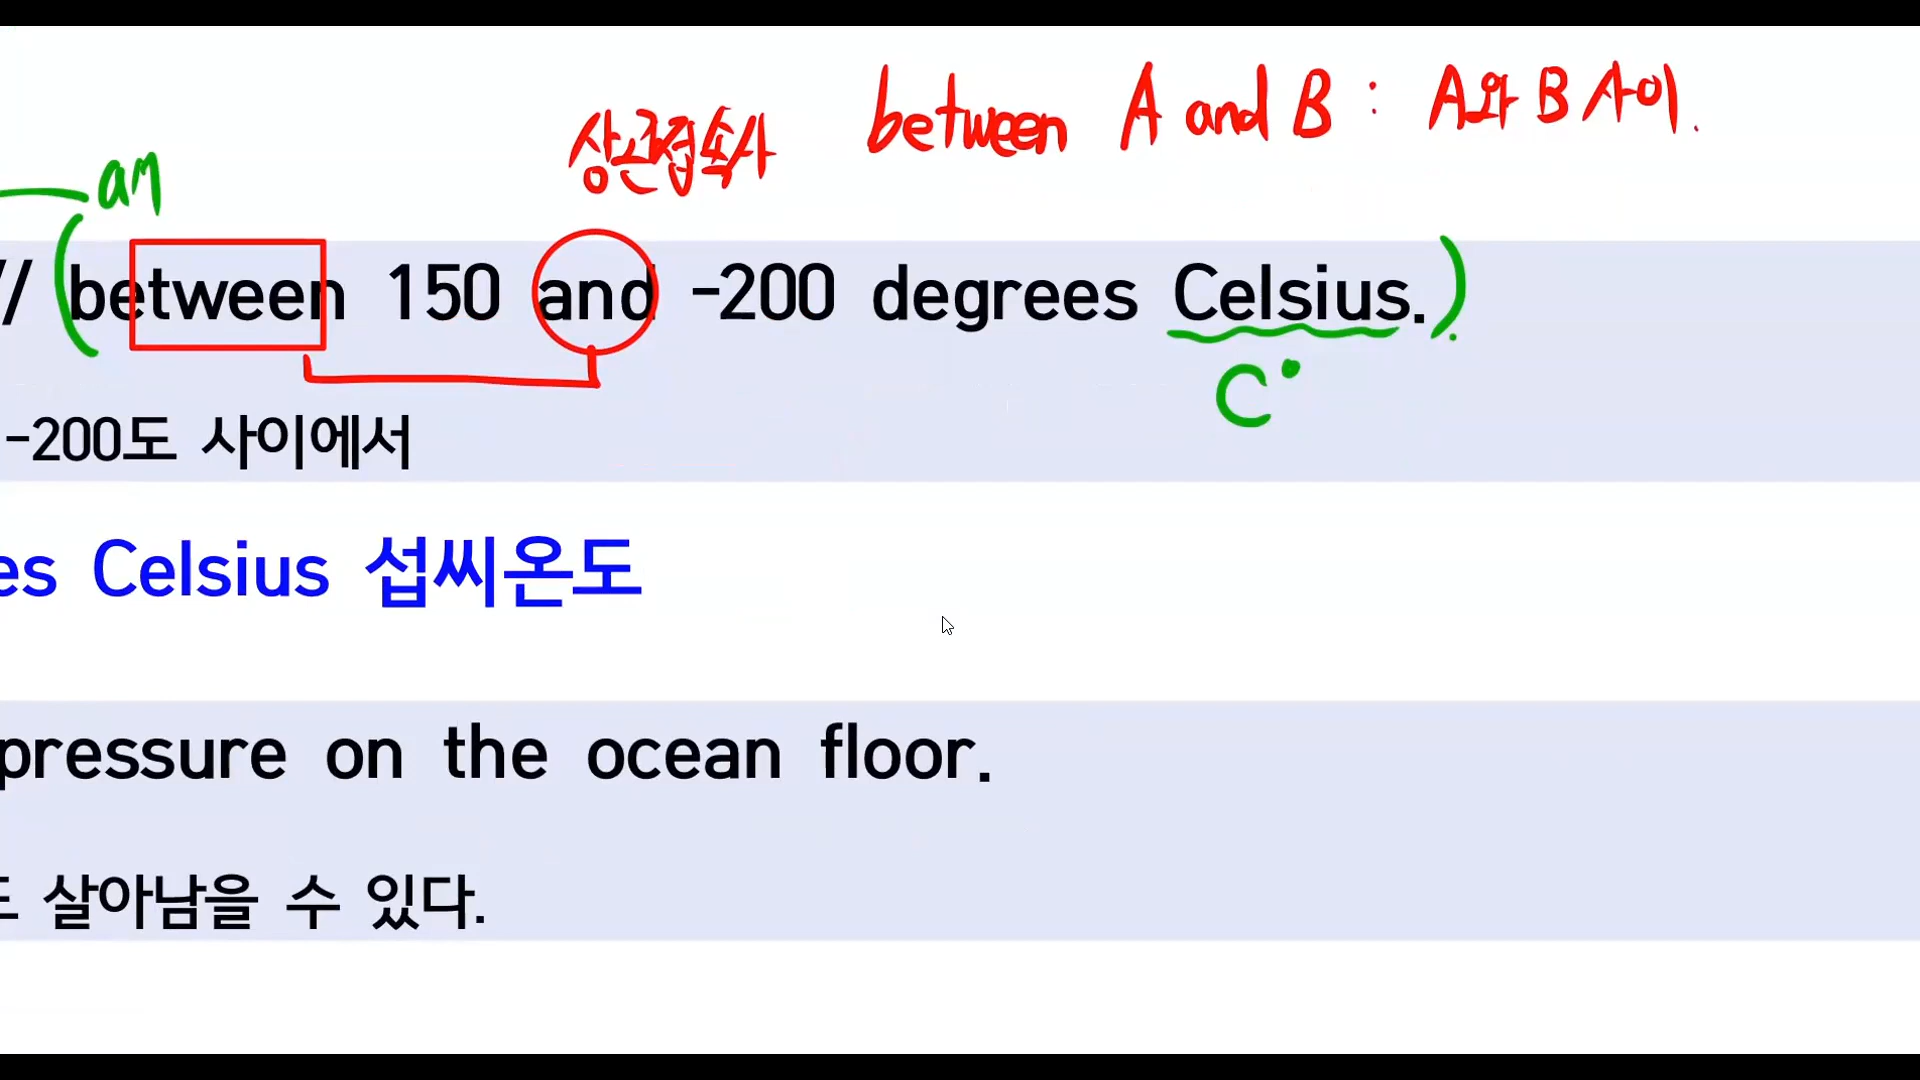 상관접속사 between A and B : A와 B 사이.
am
// (between 150 and -200 degrees Celsius.)
C°
-200도 사이에서
es Celsius 섭씨온도
pressure on the ocean floor.
살아남을 수 있다.